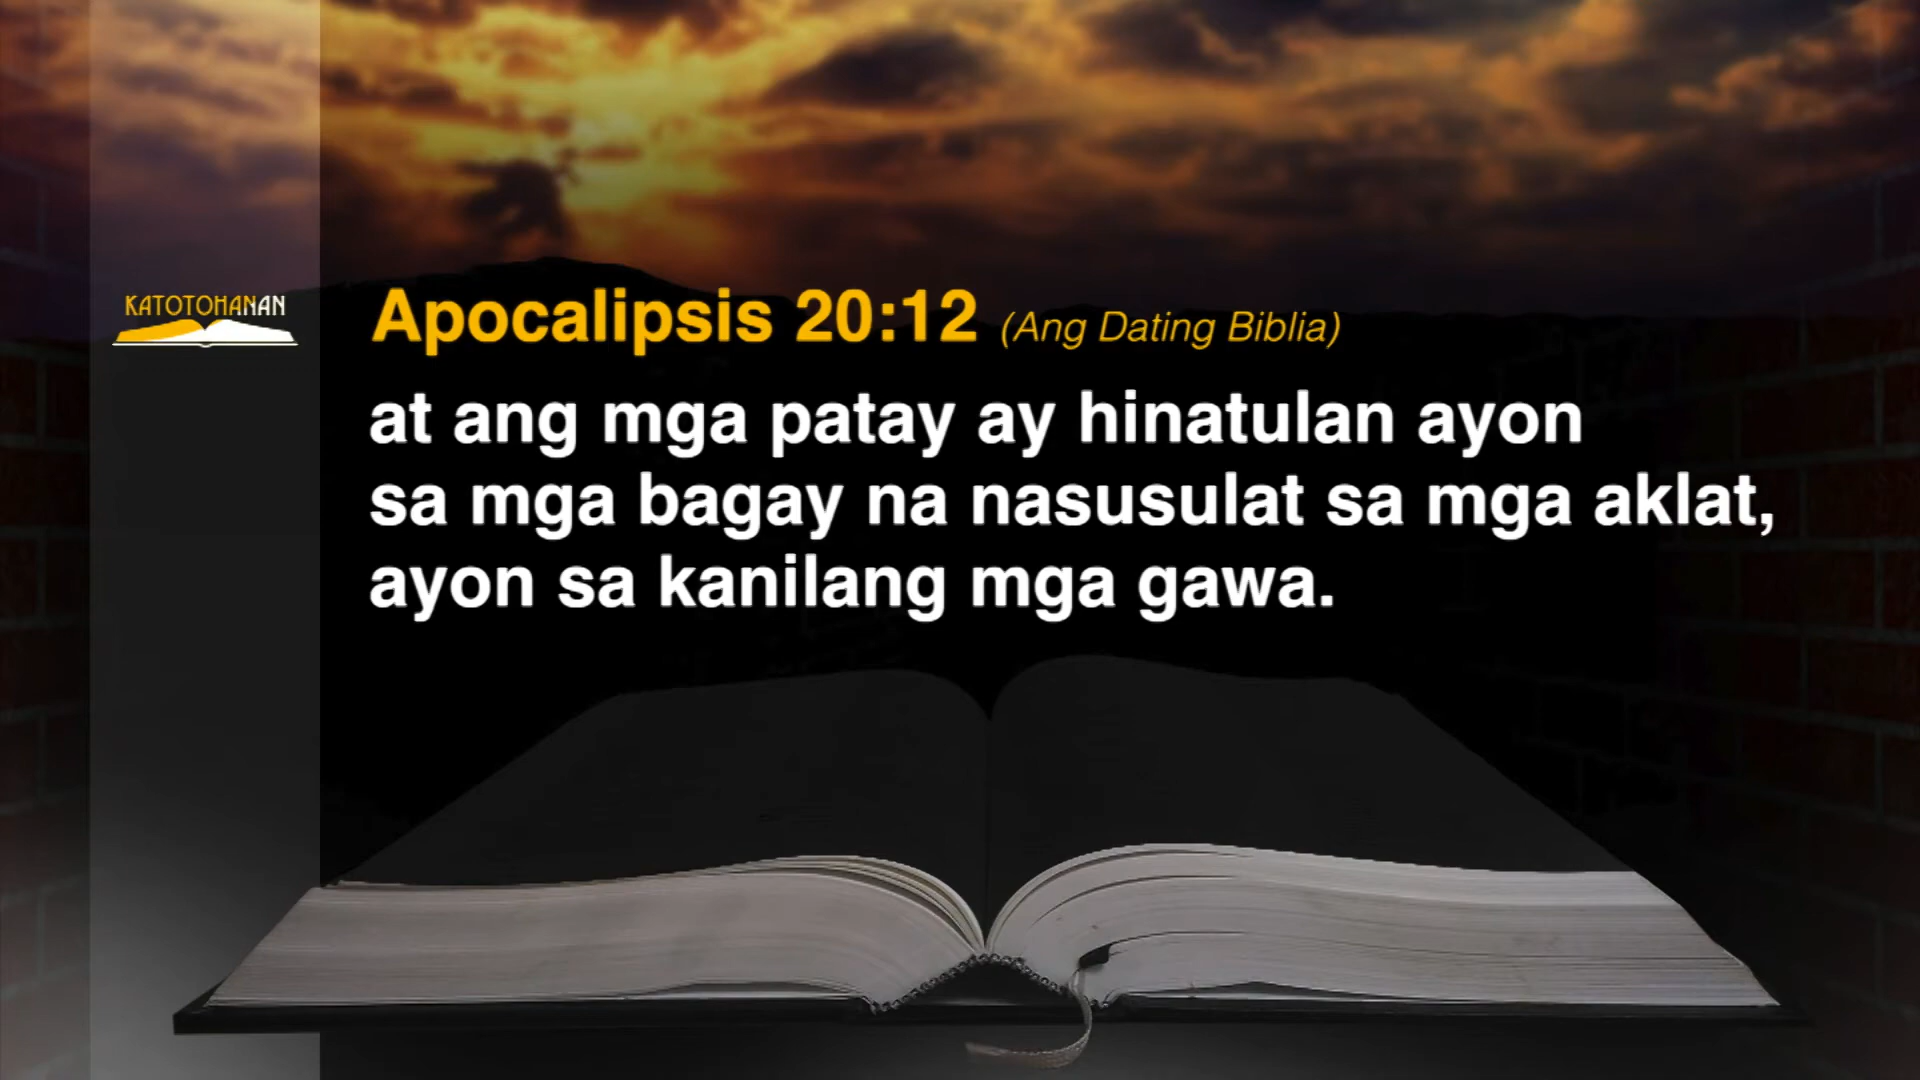 KATOTOHANAN
Apocalipsis 20:12 (Ang Dating Biblia)
at ang mga patay ay hinatulan ayon
sa mga bagay na nasusulat sa mga aklat,
ayon sa kanilang mga gawa.